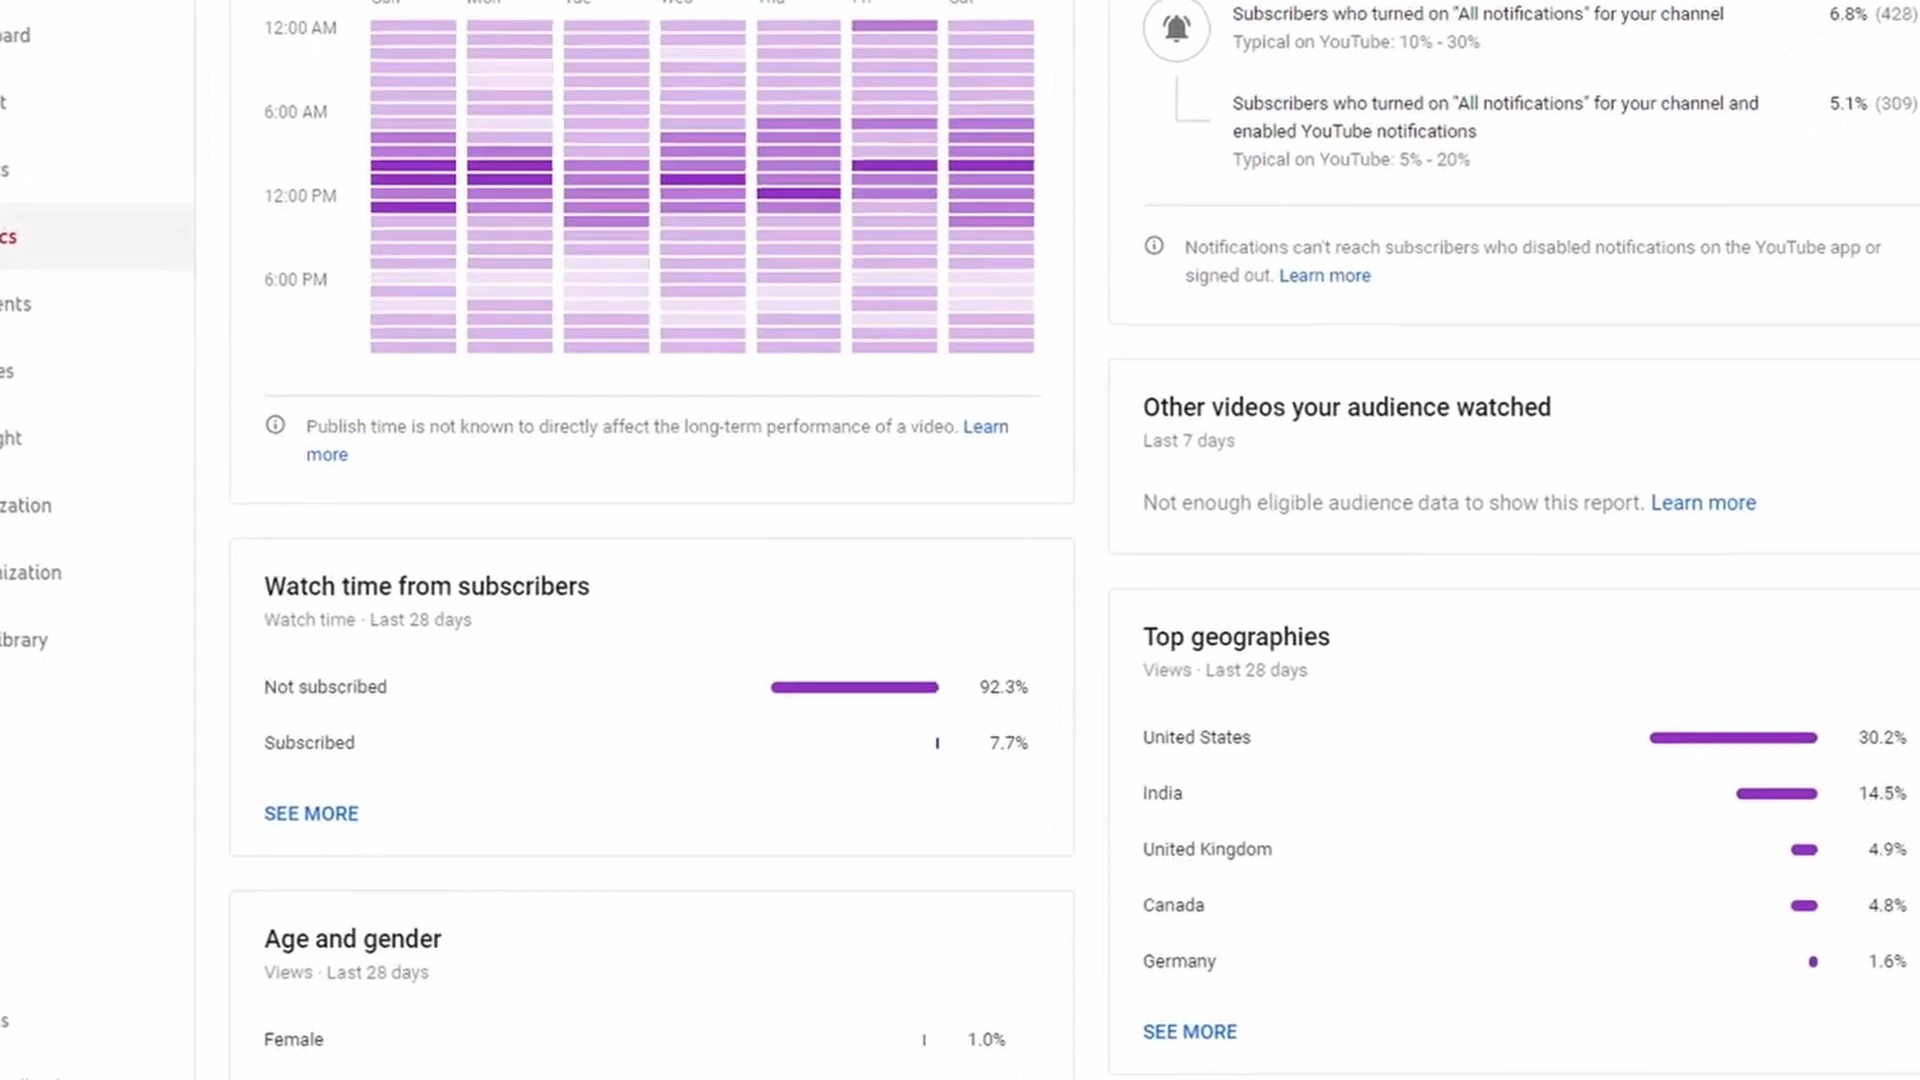 Sun Mon Tue Wed Thu Fri Sat
12:00 AM
6:00 AM
12:00 PM
6:00 PM
Publish time is not known to directly affect the long-term performance of a video. Learn
more
Watch time from subscribers
Watch time · Last 28 days
Not subscribed 92.3%
Subscribed 7.7%
SEE MORE
Age and gender
Views · Last 28 days
Female 1.0%
Subscribers who turned on "All notifications" for your channel 6.8% (428)
Typical on YouTube: 10% - 30%
Subscribers who turned on "All notifications" for your channel and 5.1% (309)
enabled YouTube notifications
Typical on YouTube: 5% - 20%
Notifications can't reach subscribers who disabled notifications on the YouTube app or
signed out. Learn more
Other videos your audience watched
Last 7 days
Not enough eligible audience data to show this report. Learn more
Top geographies
Views · Last 28 days
United States 30.2%
India 14.5%
United Kingdom 4.9%
Canada 4.8%
Germany 1.6%
SEE MORE